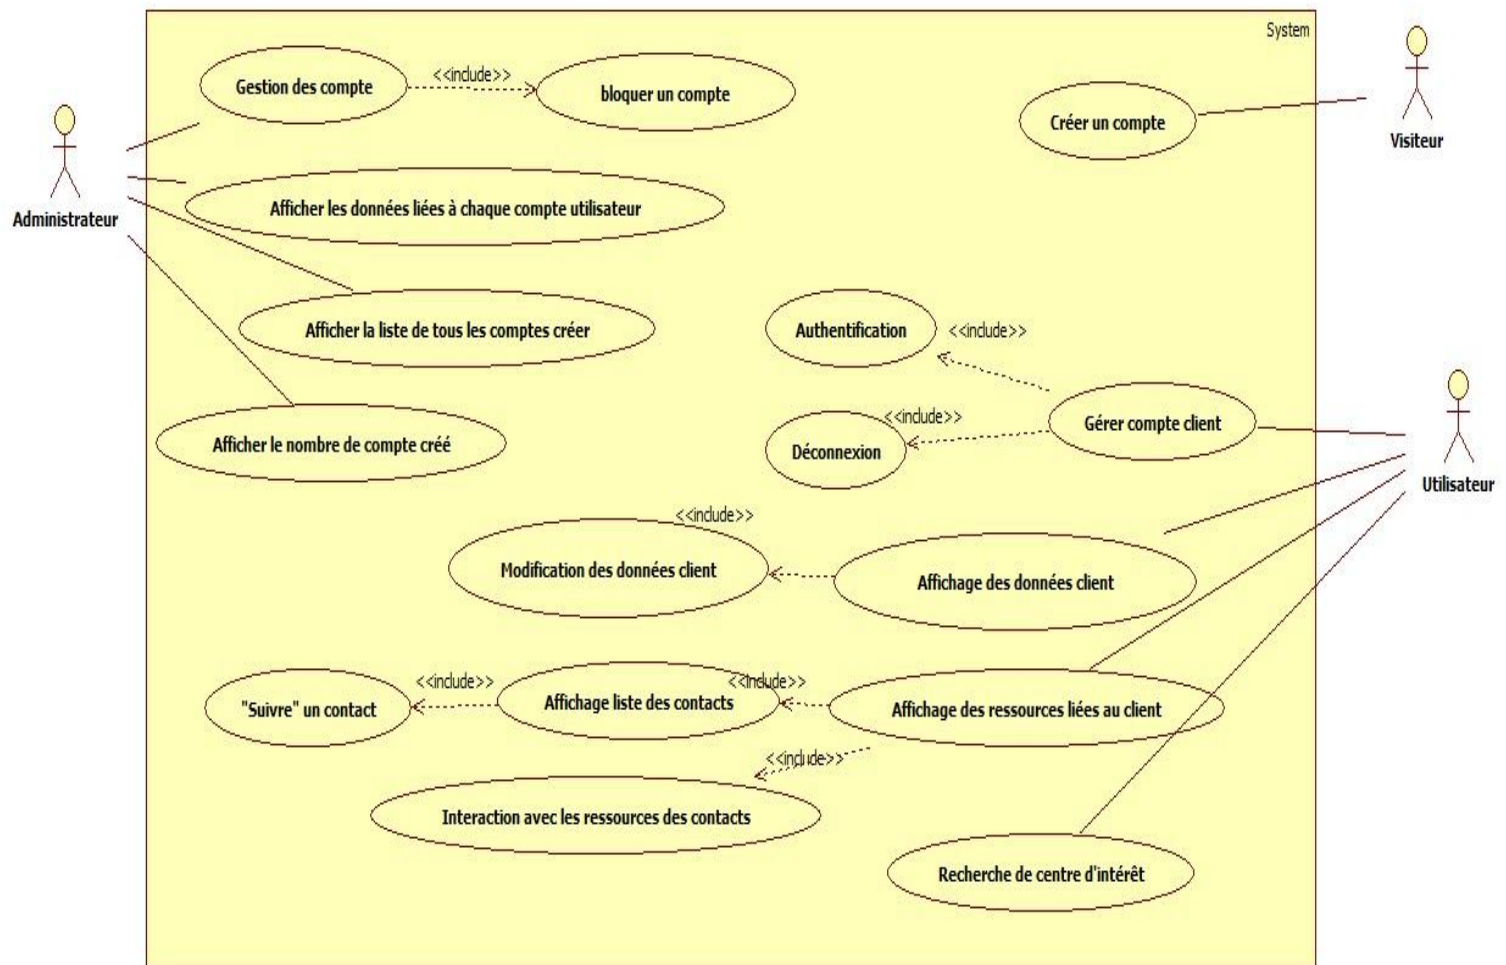 System
Gestion des compte
<<include>>
bloquer un compte
Créer un compte
Visiteur
Administrateur
Afficher les données liées à chaque compte utilisateur
Afficher la liste de tous les comptes créer
Authentification
<<include>>
Afficher le nombre de compte créé
Déconnexion
<<include>>
Gérer compte client
Utilisateur
<<include>>
Modification des données client
Affichage des données client
"Suivre" un contact
<<include>>
Affichage liste des contacts
<<include>>
Affichage des ressources liées au client
<<include>>
Interaction avec les ressources des contacts
Recherche de centre d'intérêt